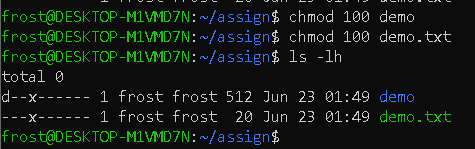 frost@DESKTOP-M1VMD7N:~/assign$ chmod 100 demo
frost@DESKTOP-M1VMD7N:~/assign$ chmod 100 demo.txt
frost@DESKTOP-M1VMD7N:~/assign$ ls -lh
total 0
d--x------ 1 frost frost 512 Jun 23 01:49 demo
---x------ 1 frost frost  20 Jun 23 01:49 demo.txt
frost@DESKTOP-M1VMD7N:~/assign$